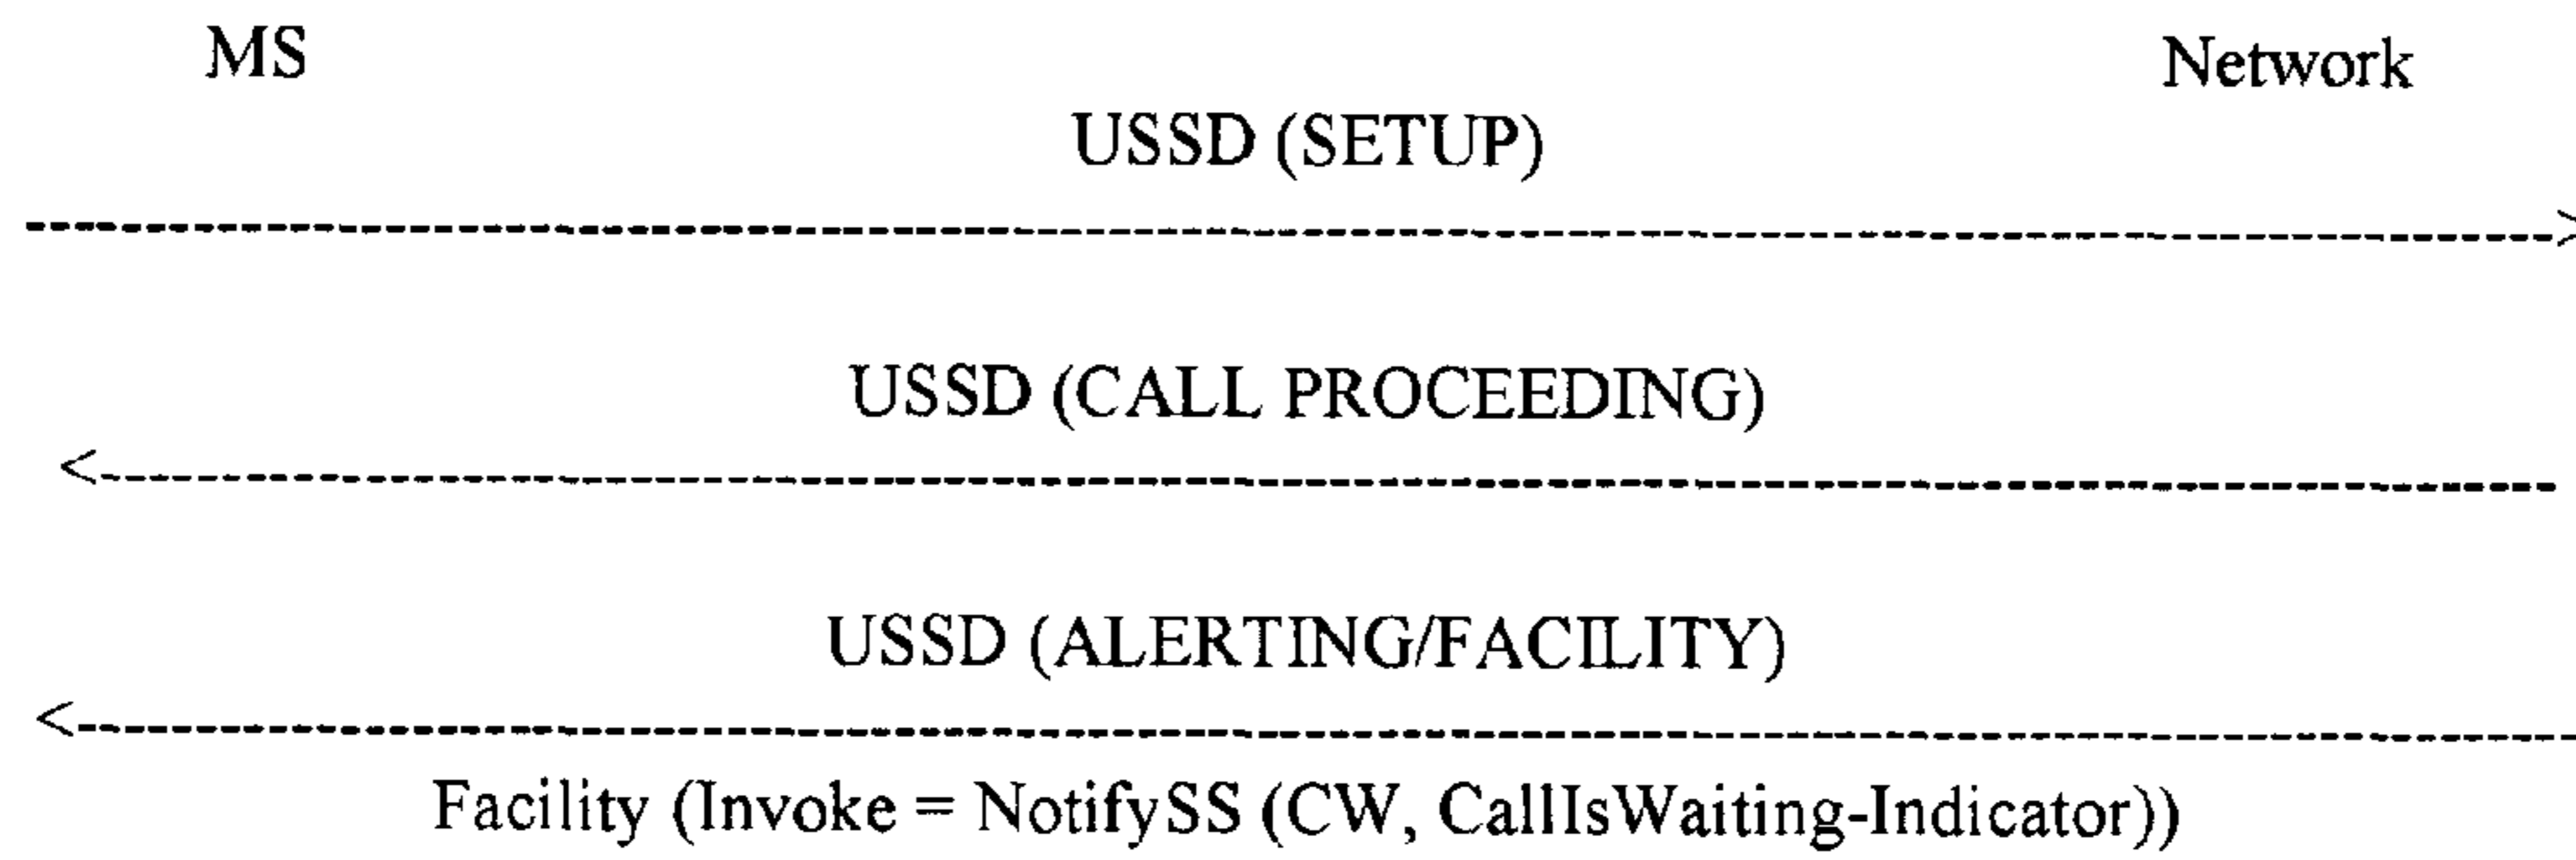 MS Network
USSD (SETUP)
USSD (CALL PROCEEDING)
USSD (ALERTING/FACILITY)
Facility (Invoke = NotifySS (CW, CallIsWaiting-Indicator))